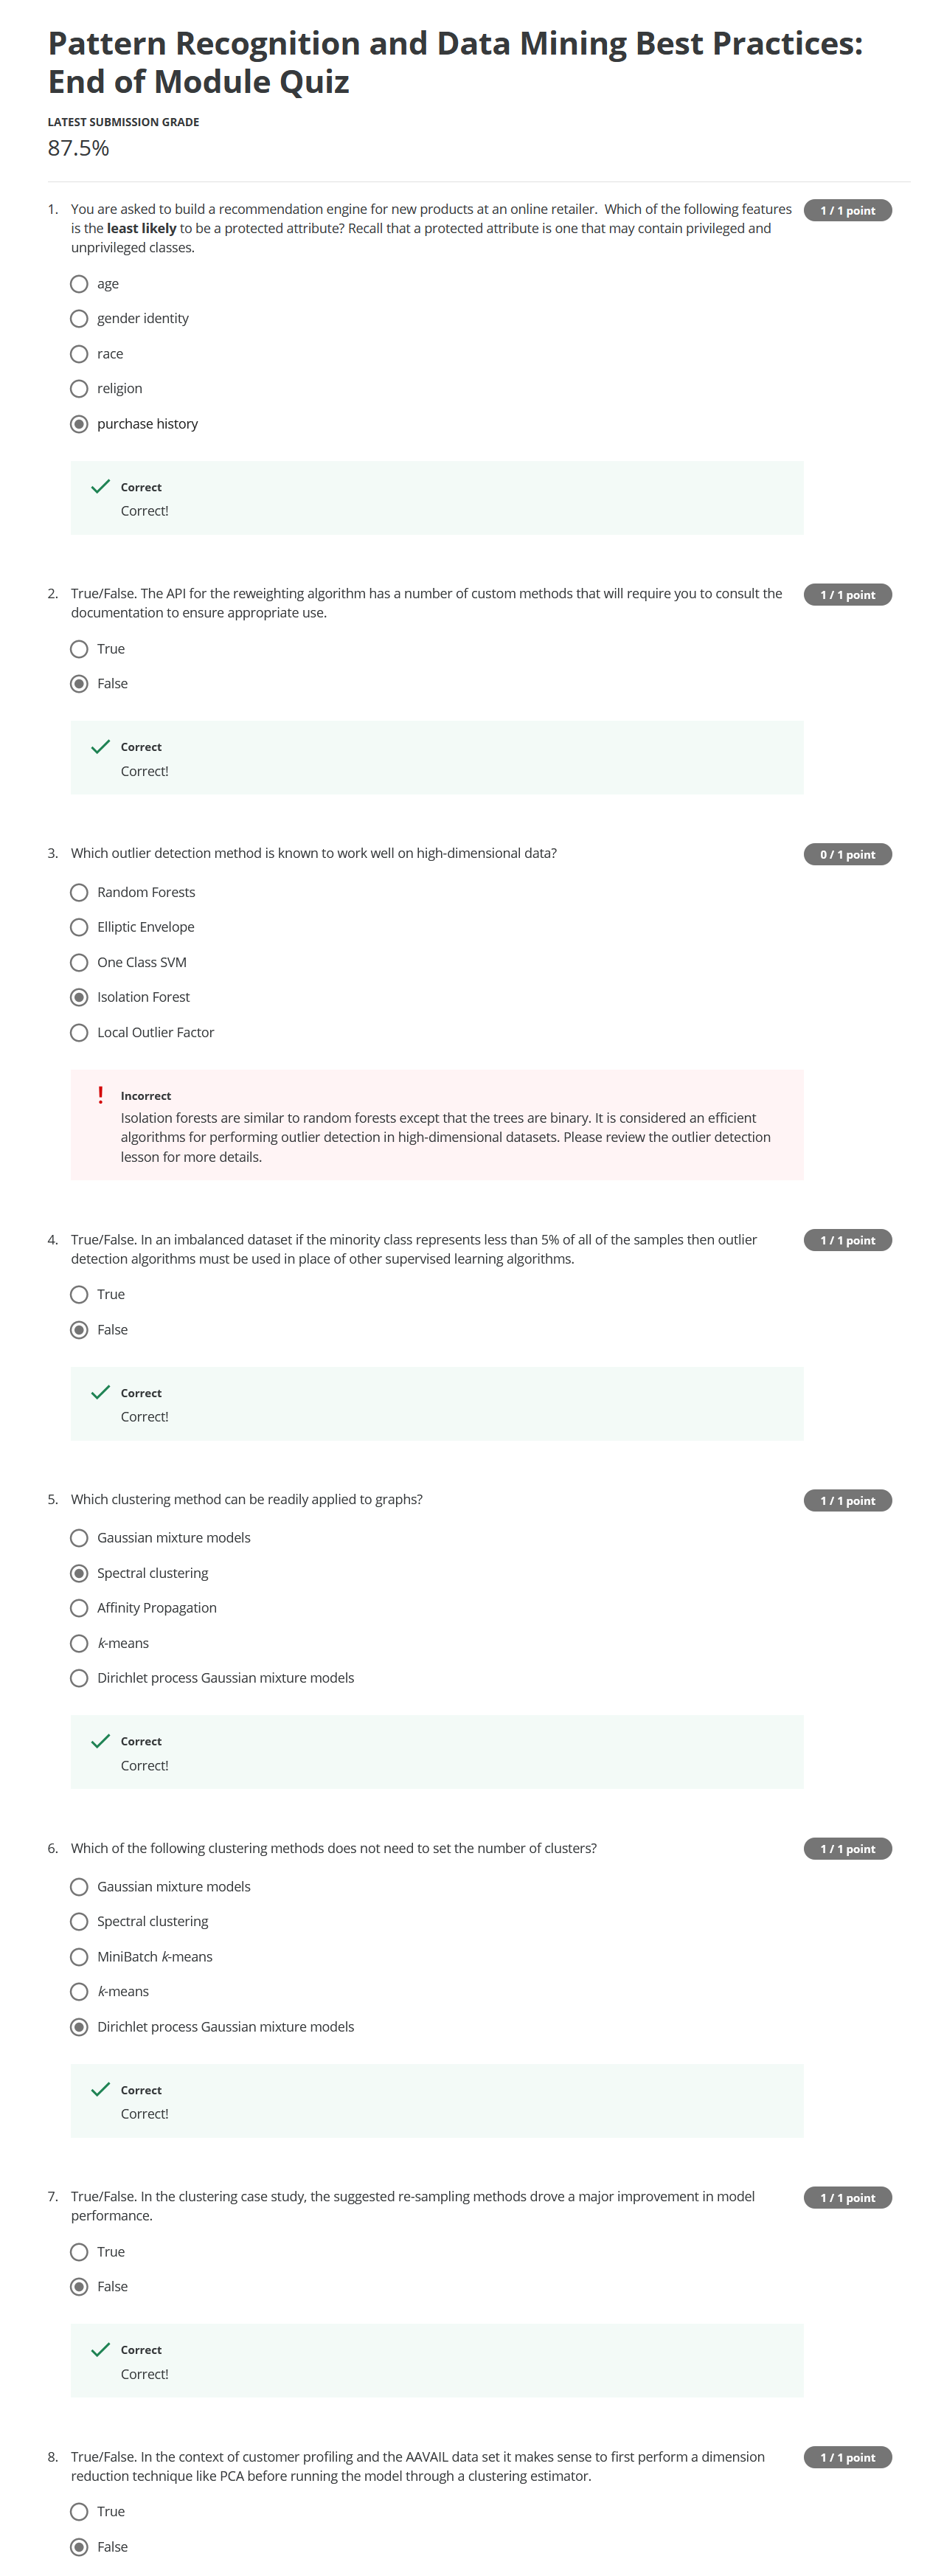 Pattern Recognition and Data Mining Best Practices:
End of Module Quiz
LATEST SUBMISSION GRADE
87.5%
1. You are asked to build a recommendation engine for new products at an online retailer. Which of the following features 1 / 1 point
is the least likely to be a protected attribute? Recall that a protected attribute is one that may contain privileged and
unprivileged classes.
age
gender identity
race
religion
purchase history
Correct
Correct!
2. True/False. The API for the reweighting algorithm has a number of custom methods that will require you to consult the 1 / 1 point
documentation to ensure appropriate use.
True
False
Correct
Correct!
3. Which outlier detection method is known to work well on high-dimensional data? 0 / 1 point
Random Forests
Elliptic Envelope
One Class SVM
Isolation Forest
Local Outlier Factor
! Incorrect
Isolation forests are similar to random forests except that the trees are binary. It is considered an efficient
algorithms for performing outlier detection in high-dimensional datasets. Please review the outlier detection
lesson for more details.
4. True/False. In an imbalanced dataset if the minority class represents less than 5% of all of the samples then outlier 1 / 1 point
detection algorithms must be used in place of other supervised learning algorithms.
True
False
Correct
Correct!
5. Which clustering method can be readily applied to graphs? 1 / 1 point
Gaussian mixture models
Spectral clustering
Affinity Propagation
k-means
Dirichlet process Gaussian mixture models
Correct
Correct!
6. Which of the following clustering methods does not need to set the number of clusters? 1 / 1 point
Gaussian mixture models
Spectral clustering
MiniBatch k-means
k-means
Dirichlet process Gaussian mixture models
Correct
Correct!
7. True/False. In the clustering case study, the suggested re-sampling methods drove a major improvement in model 1 / 1 point
performance.
True
False
Correct
Correct!
8. True/False. In the context of customer profiling and the AAVAIL data set it makes sense to first perform a dimension 1 / 1 point
reduction technique like PCA before running the model through a clustering estimator.
True
False